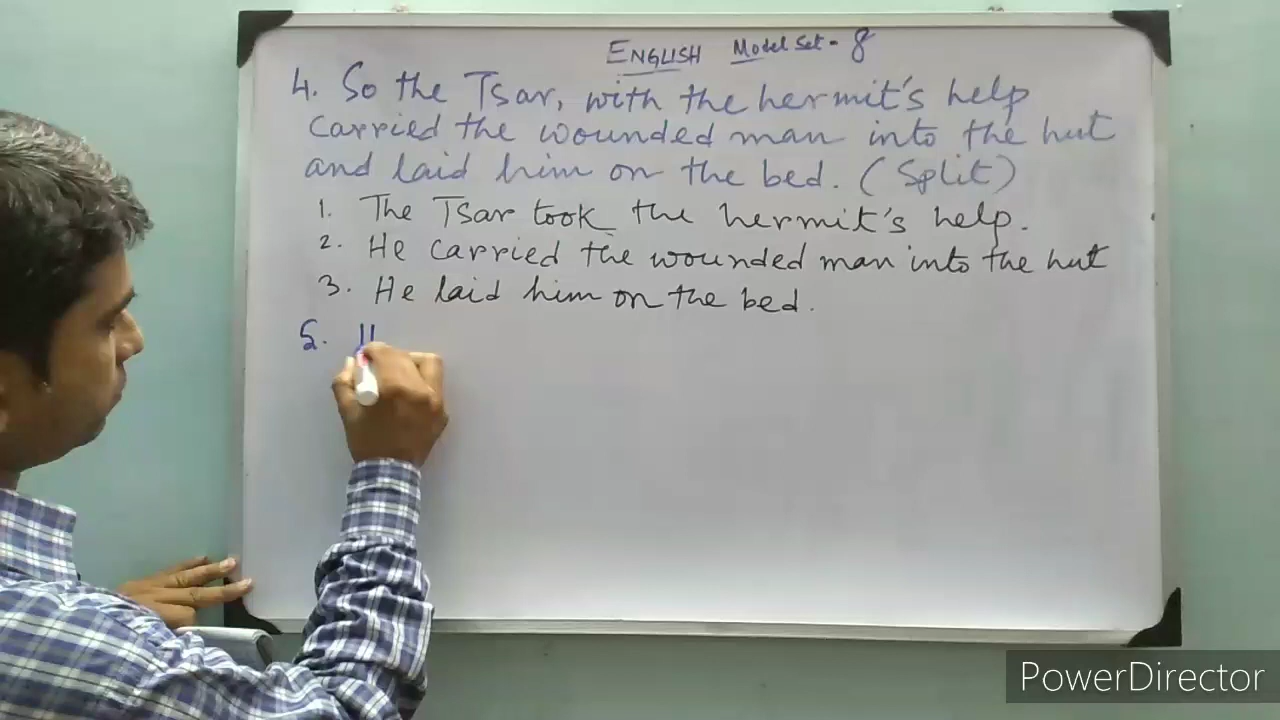 ENGLISH Model Set - 8
4. So the Tsar, with the hermit's help
carried the wounded man into the hut
and laid him on the bed. (Split)
1. The Tsar took the hermit's help.
2. He carried the wounded man into the hut
3. He laid him on the bed.
5.
PowerDirector